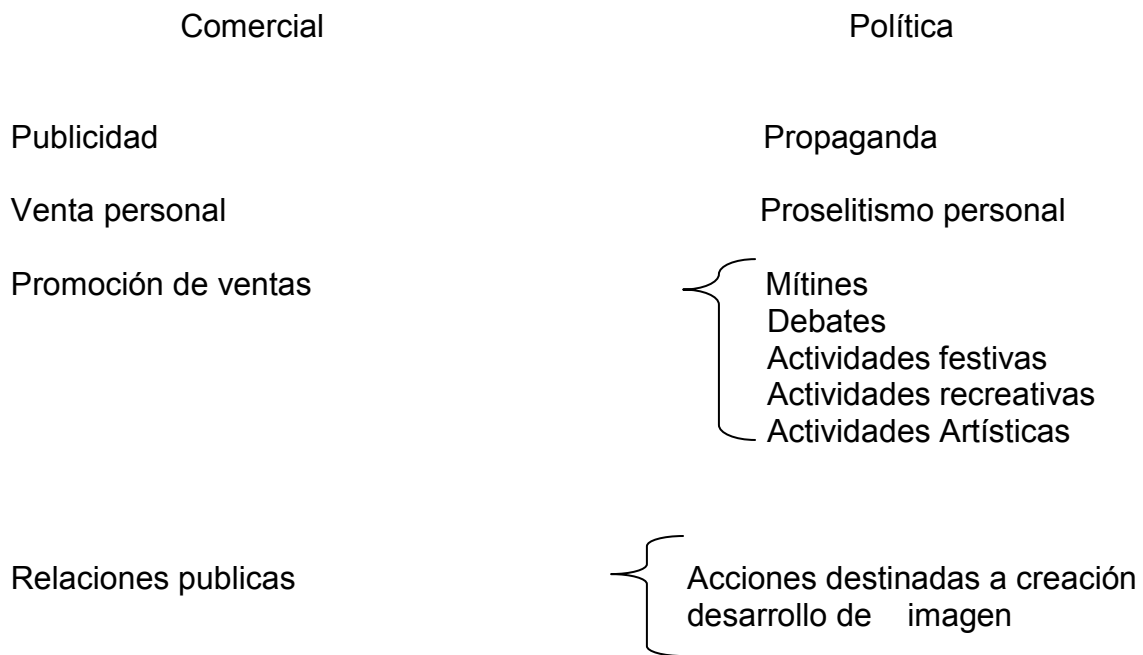 Comercial Política
Publicidad Propaganda
Venta personal Proselitismo personal
Promoción de ventas Mítines
Debates
Actividades festivas
Actividades recreativas
Actividades Artísticas
Relaciones publicas Acciones destinadas a creación
desarrollo de imagen